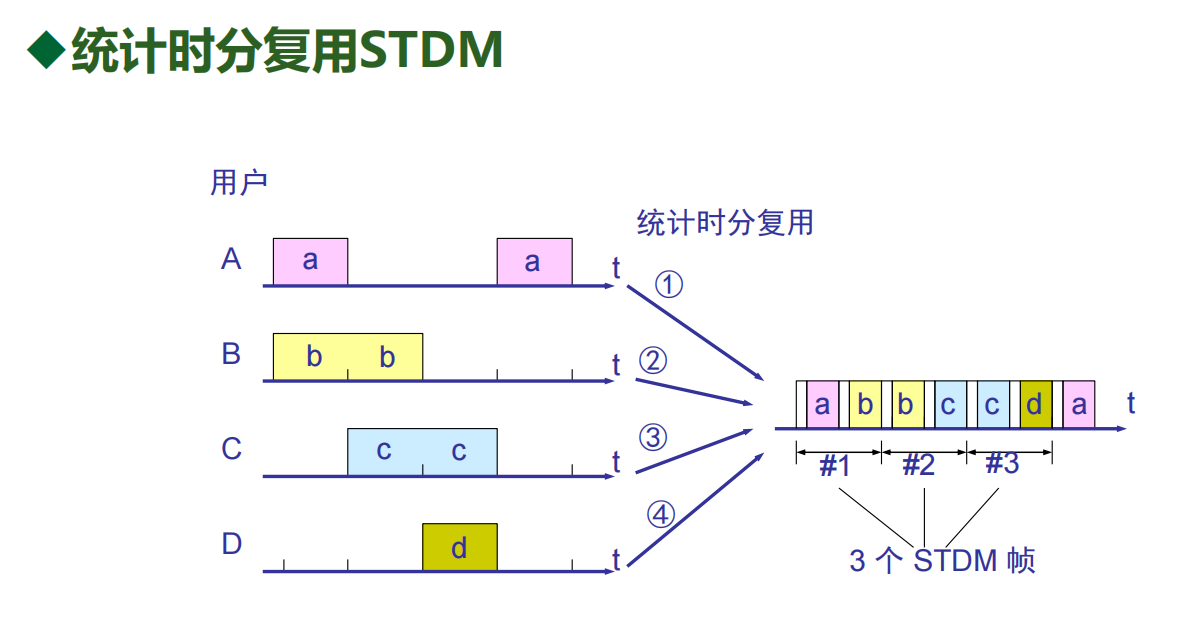 ◆统计时分复用STDM
用户
统计时分复用
A a a t ①
B b b t ②
C c c t ③
D d t ④
a b b c c d a t
#1 #2 #3
3 个 STDM 帧